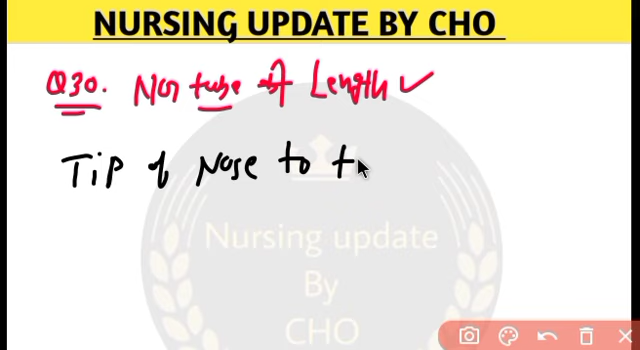 NURSING UPDATE BY CHO
Q30. NG tube of Length ✓
Tip of Nose to t
Nursing update
By
CHO